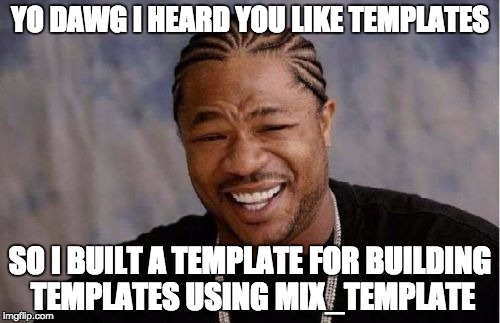 YO DAWG I HEARD YOU LIKE TEMPLATES
SO I BUILT A TEMPLATE FOR BUILDING
TEMPLATES USING MIX_TEMPLATE
imgflip.com